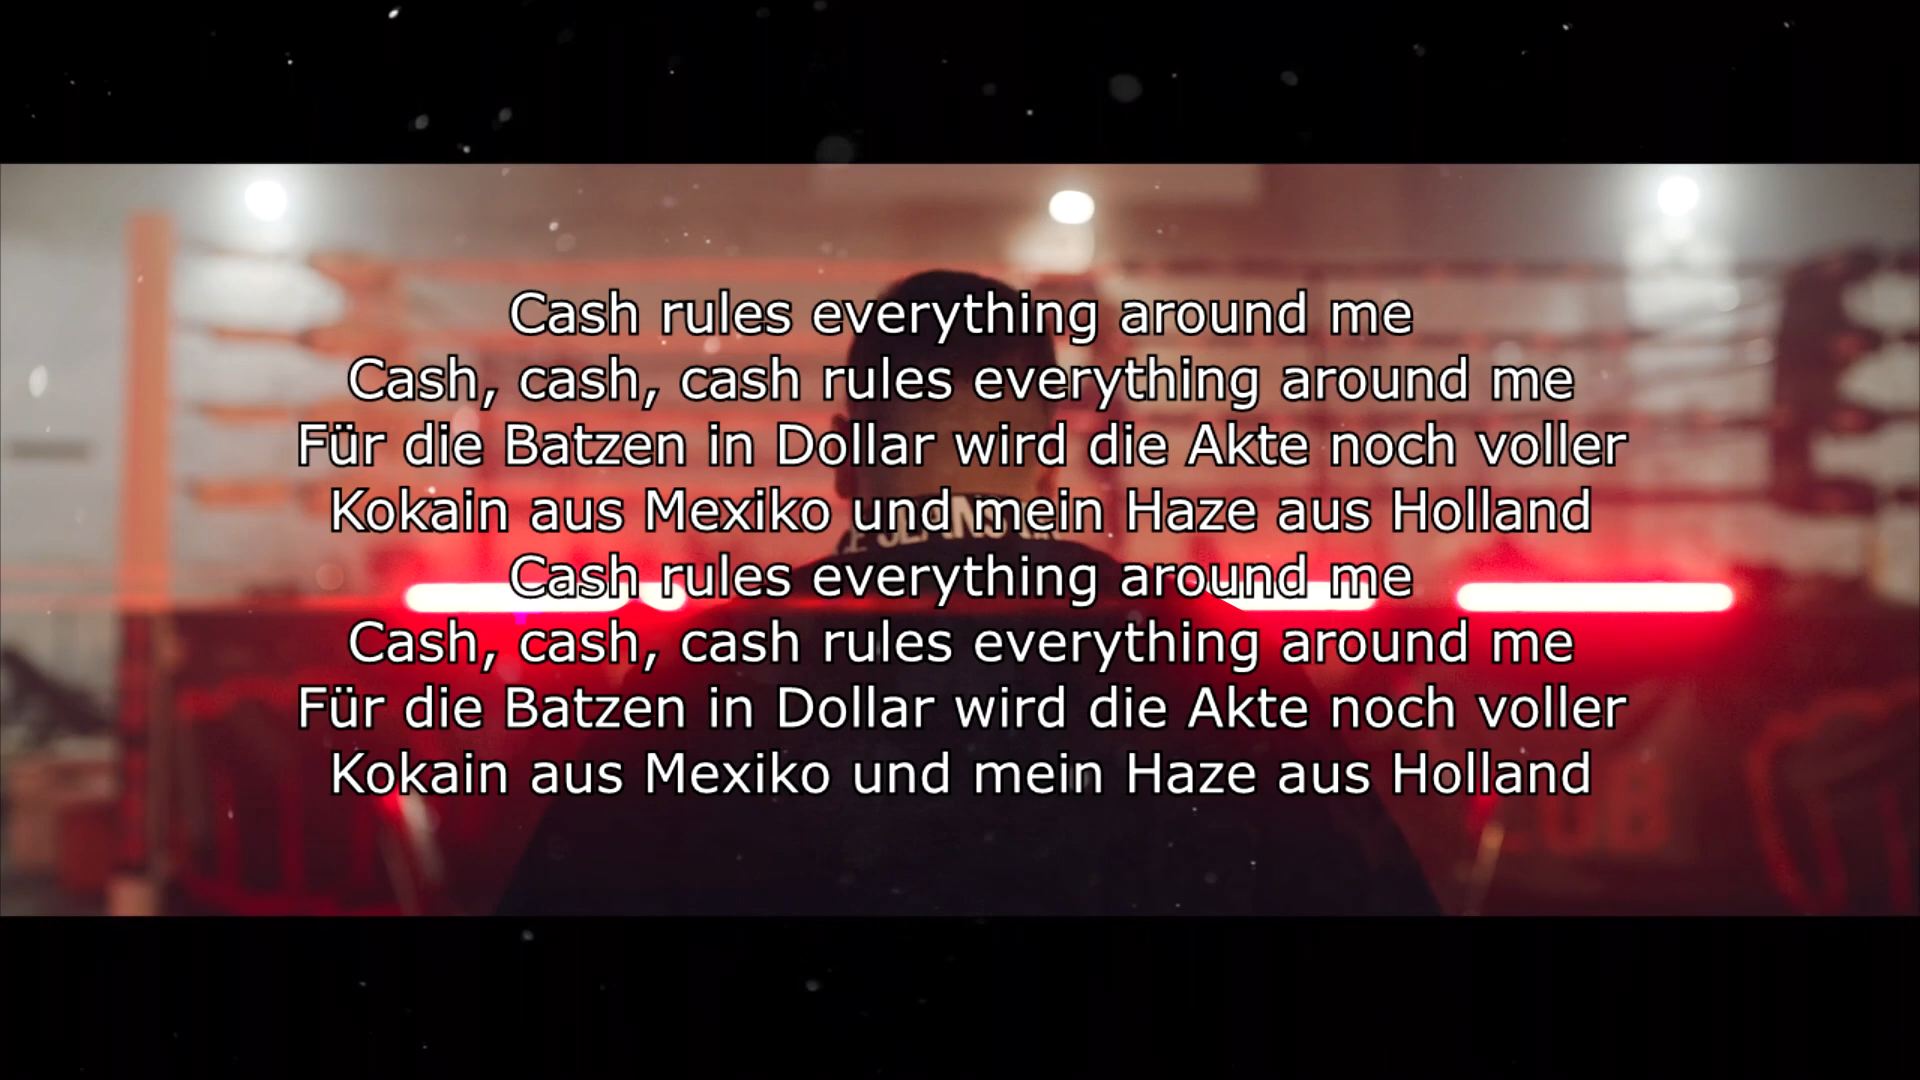 Cash rules everything around me
Cash, cash, cash rules everything around me
Für die Batzen in Dollar wird die Akte noch voller
Kokain aus Mexiko und mein Haze aus Holland
Cash rules everything around me
Cash, cash, cash rules everything around me
Für die Batzen in Dollar wird die Akte noch voller
Kokain aus Mexiko und mein Haze aus Holland